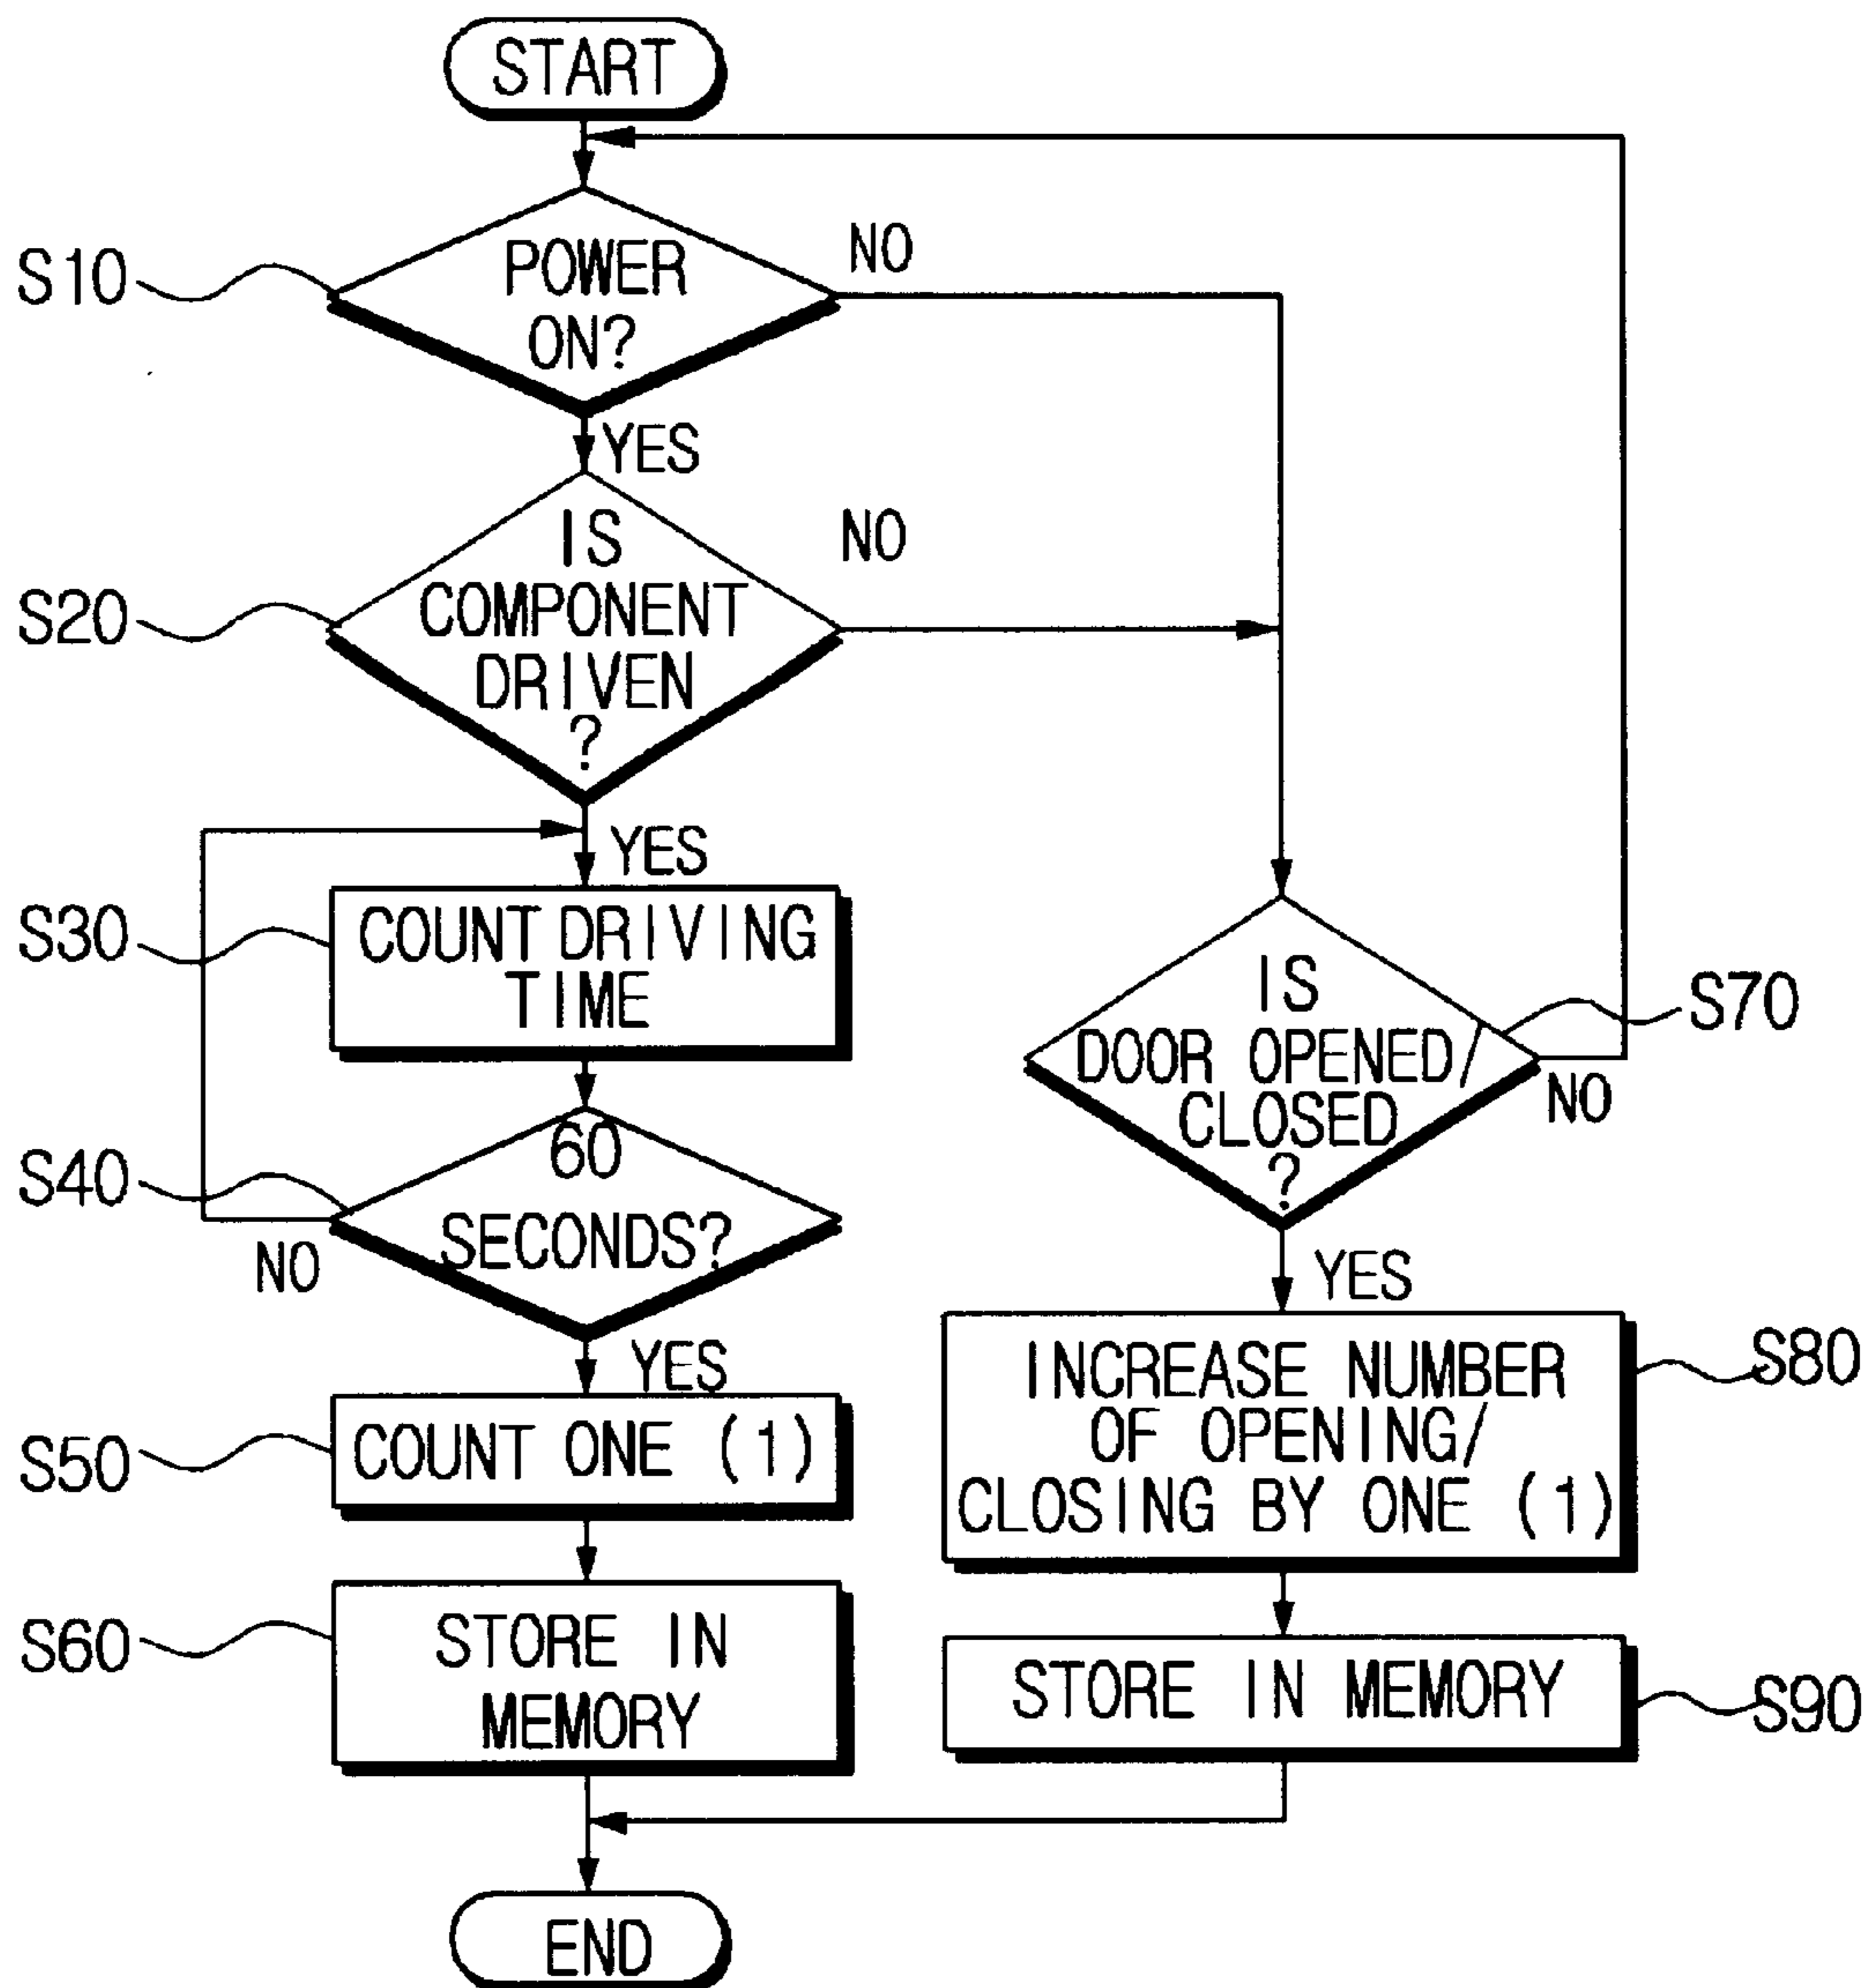 START
S10
POWER
ON?
NO
YES
S20
IS
COMPONENT
DRIVEN
?
NO
YES
S30
COUNT DRIVING
TIME
S40
60
SECONDS?
NO
YES
S50
COUNT ONE (1)
S60
STORE IN
MEMORY
IS
DOOR OPENED/
CLOSED
?
S70
NO
YES
INCREASE NUMBER
OF OPENING/
CLOSING BY ONE (1)
S80
STORE IN MEMORY
S90
END